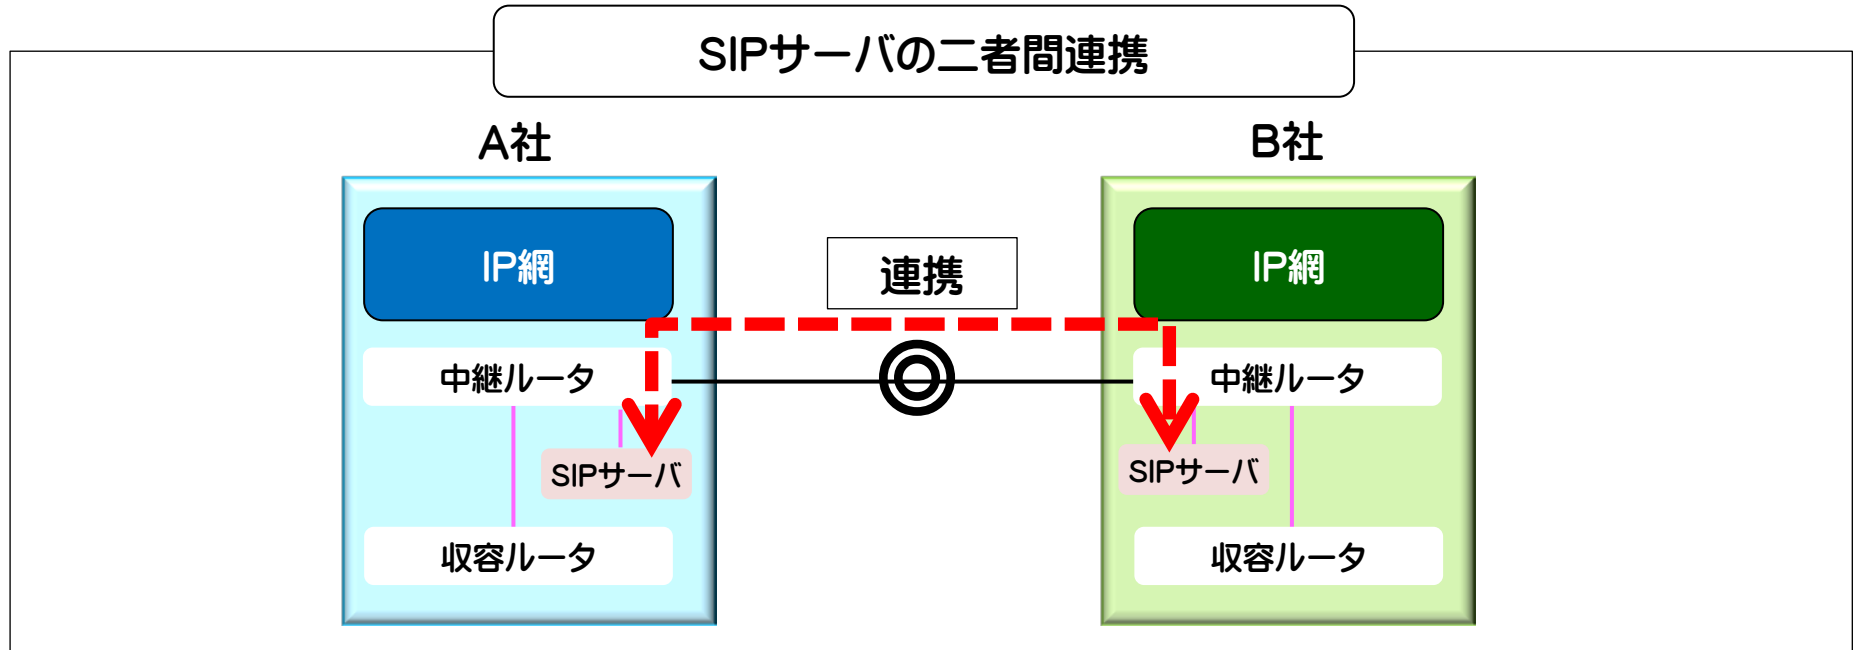 SIPサーバの二者間連携
A社
B社
IP網
連携
IP網
中継ルータ
中継ルータ
SIPサーバ
SIPサーバ
収容ルータ
収容ルータ